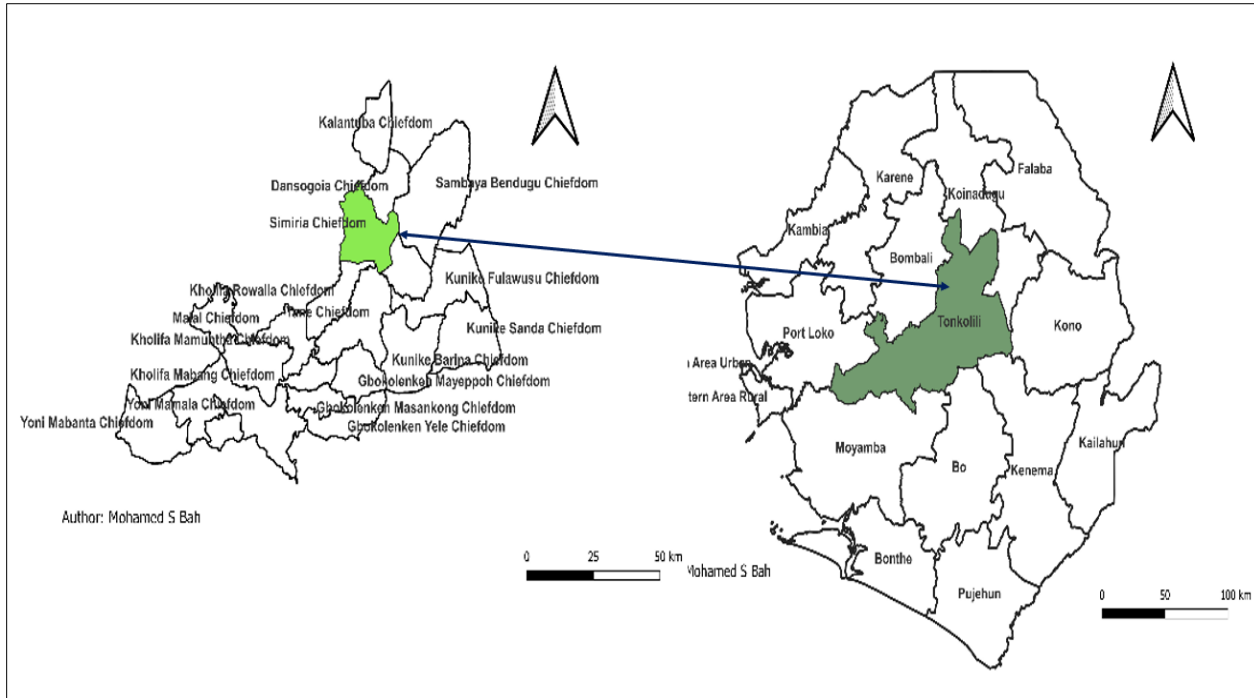 Kalantuba Chiefdom
Dansogoia Chiefdom
Sambaya Bendugu Chiefdom
Simiria Chiefdom
Kunike Fulawusu Chiefdom
Kholifa Rowalla Chiefdom
Tane Chiefdom
Malal Chiefdom
Kunike Sanda Chiefdom
Kholifa Mamuntha Chiefdom
Kunike Barina Chiefdom
Kholifa Mabang Chiefdom
Gbokolenken Mayeppoh Chiefdom
Yoni Mamala Chiefdom
Gbokolenken Masankong Chiefdom
Yoni Mabanta Chiefdom
Gbokolenken Yele Chiefdom
Author: Mohamed S Bah
0 25 50 km
Falaba
Karene
Koinadugu
Kambia
Bombali
Tonkolili
Kono
Port Loko
Area Urban
tern Area Rural
Moyamba
Bo
Kenema
Kailahun
Bonthe
Mohamed S Bah
Pujehun
0 50 100 km